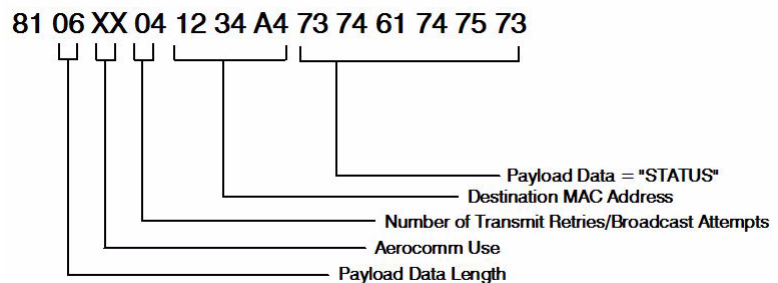 81 06 XX 04 12 34 A4 73 74 61 74 75 73
Payload Data = "STATUS"
Destination MAC Address
Number of Transmit Retries/Broadcast Attempts
Aerocomm Use
Payload Data Length